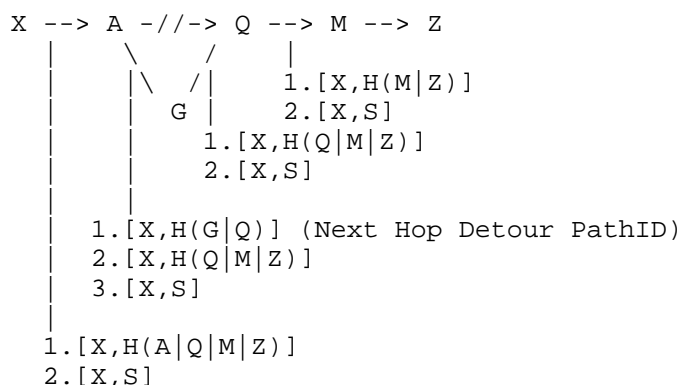 X --> A -//-> Q --> M --> Z
|     \     /     |
|    |\   /|    1.[X,H(M|Z)]
|    |  G  |    2.[X,S]
|    |    1.[X,H(Q|M|Z)]
|    |    2.[X,S]
|    |
|  1.[X,H(G|Q)] (Next Hop Detour PathID)
|  2.[X,H(Q|M|Z)]
|  3.[X,S]
|
1.[X,H(A|Q|M|Z)]
2.[X,S]